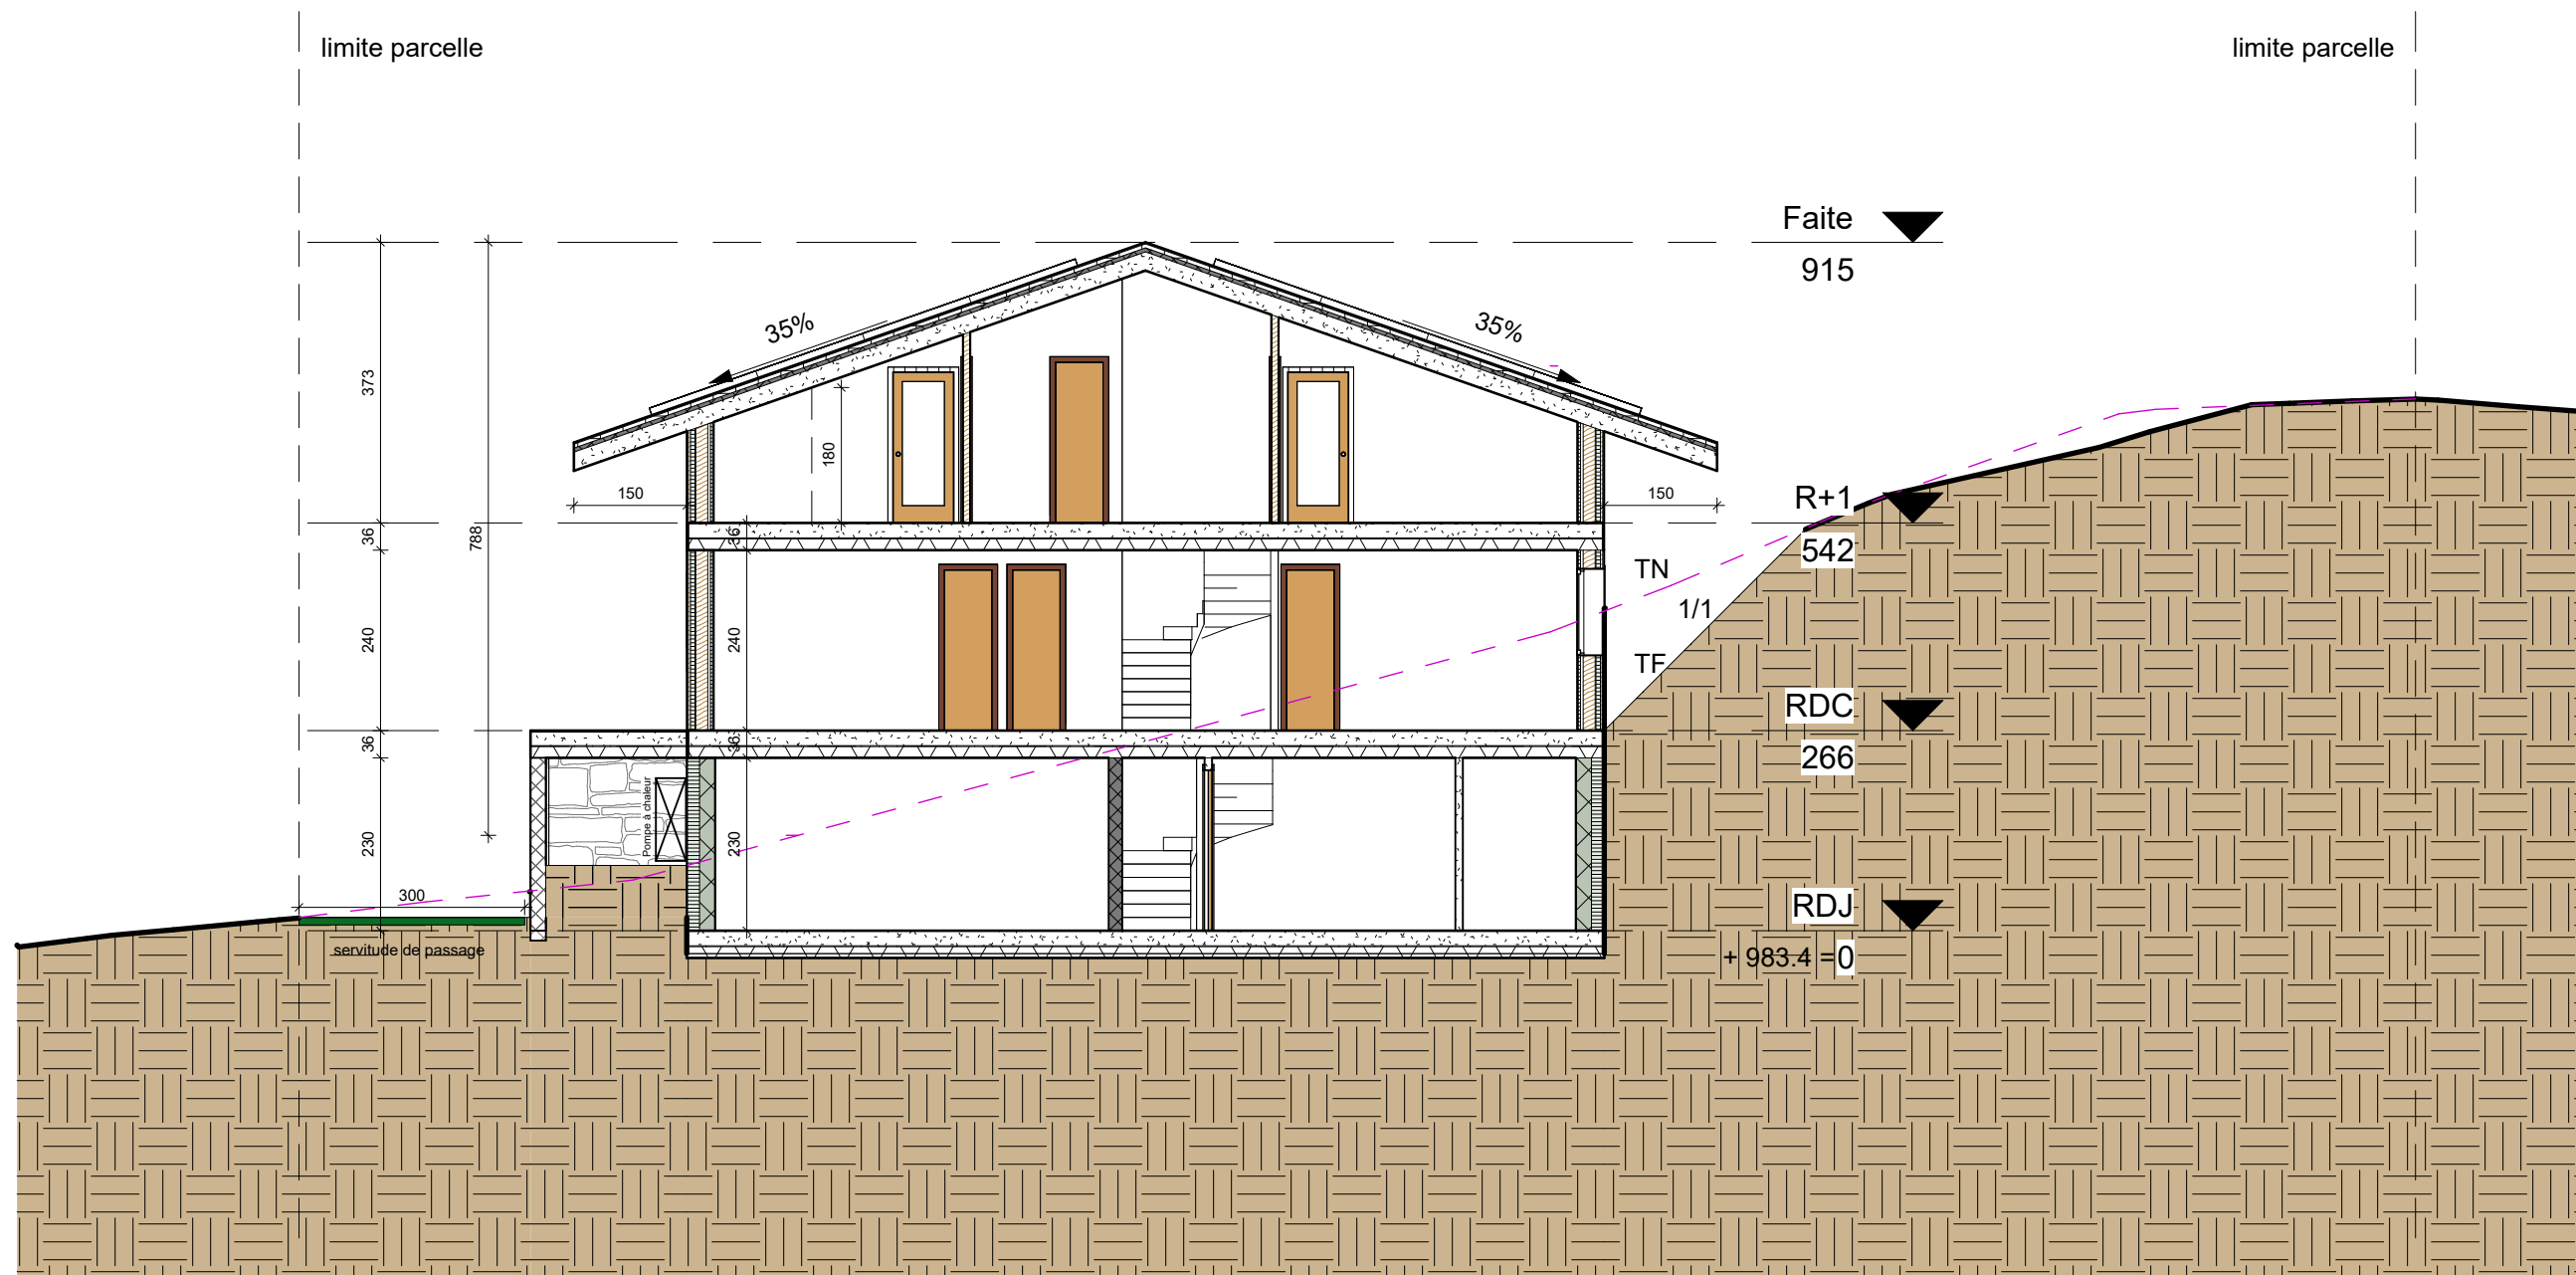 limite parcelle
limite parcelle
Faite
915
35%
35%
373
180
150
150
R+1
542
36
36
788
TN
1/1
TF
240
240
RDC
266
36
36
Pompe à chaleur
230
230
300
RDJ
servitude de passage
+ 983.4 =0